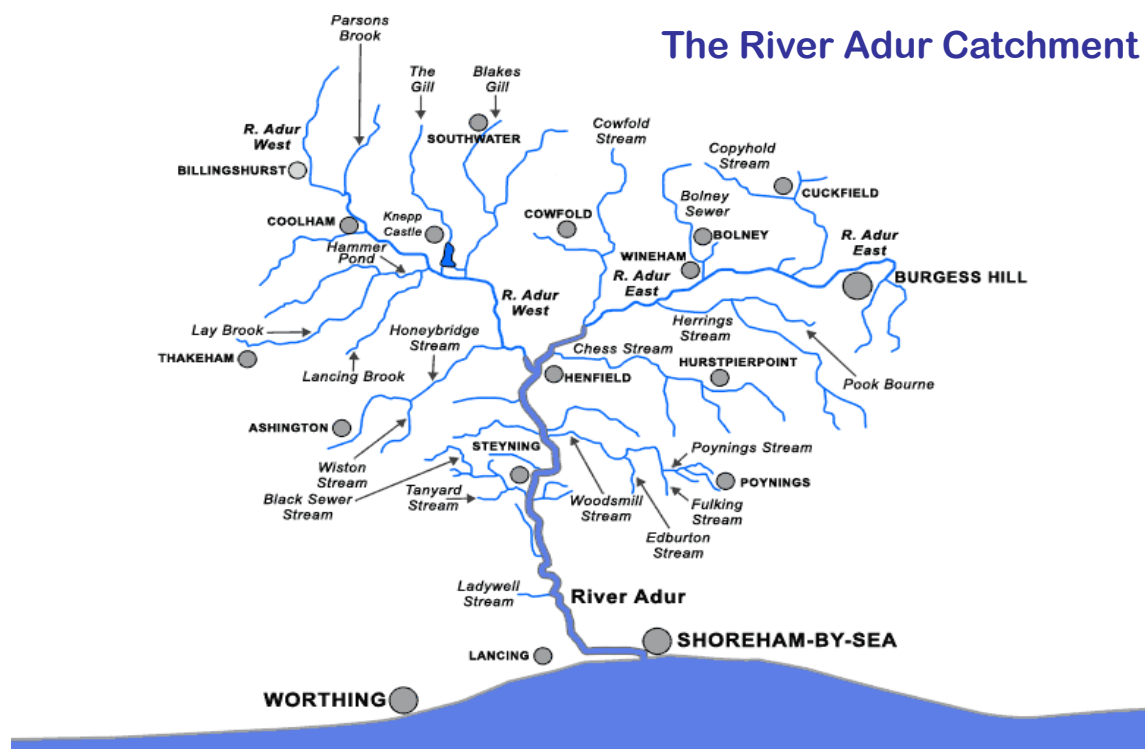 The River Adur Catchment
Parsons
Brook
The
Gill
Blakes
Gill
R. Adur
West
SOUTHWATER
Cowfold
Stream
Copyhold
Stream
BILLINGSHURST
CUCKFIELD
Bolney
Sewer
COOLHAM
Knepp
Castle
COWFOLD
BOLNEY
Hammer
Pond
WINEHAM
R. Adur
East
R. Adur
East
BURGESS HILL
R. Adur
West
Lay Brook
Honeybridge
Stream
Herrings
Stream
THAKEHAM
Lancing Brook
Chess Stream
HURSTPIERPOINT
HENFIELD
Pook Bourne
ASHINGTON
STEYNING
Poynings Stream
Wiston
Stream
POYNINGS
Black Sewer
Stream
Tanyard
Stream
Woodsmill
Stream
Fulking
Stream
Edburton
Stream
Ladywell
Stream
River Adur
SHOREHAM-BY-SEA
LANCING
WORTHING